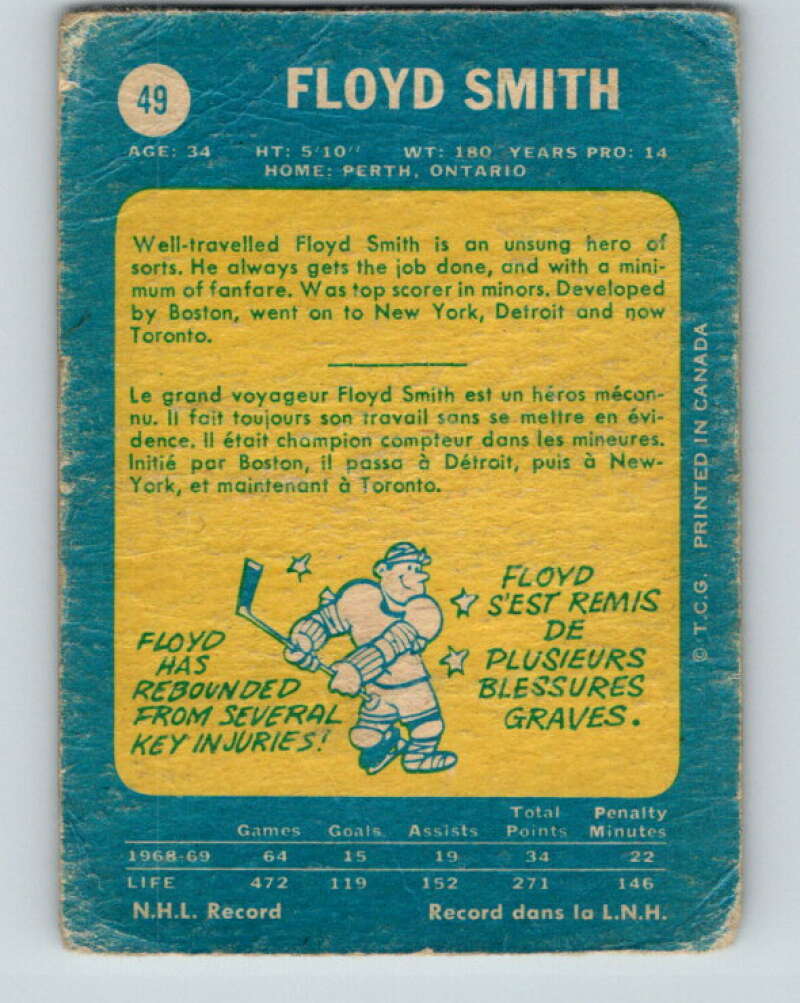 49
FLOYD SMITH
AGE: 34 HT: 5'10" WT: 180 YEARS PRO: 14
HOME: PERTH, ONTARIO
Well-travelled Floyd Smith is an unsung hero of
sorts. He always gets the job done, and with a mini-
mum of fanfare. Was top scorer in minors. Developed
by Boston, went on to New York, Detroit and now
Toronto.
Le grand voyageur Floyd Smith est un héros mécon-
nu. Il fait toujours son travail sans se mettre en évi-
dence. Il était champion compteur dans les mineures.
Initié par Boston, il passa à Détroit, puis à New-
York, et maintenant à Toronto.
FLOYD
HAS
REBOUNDED
FROM SEVERAL
KEY INJURIES!
FLOYD
S'EST REMIS
DE
PLUSIEURS
BLESSURES
GRAVES.
© T.C.G. PRINTED IN CANADA
Games Goals Assists Total Points Penalty Minutes
1968-69 64 15 19 34 22
LIFE 472 119 152 271 146
N.H.L. Record Record dans la L.N.H.